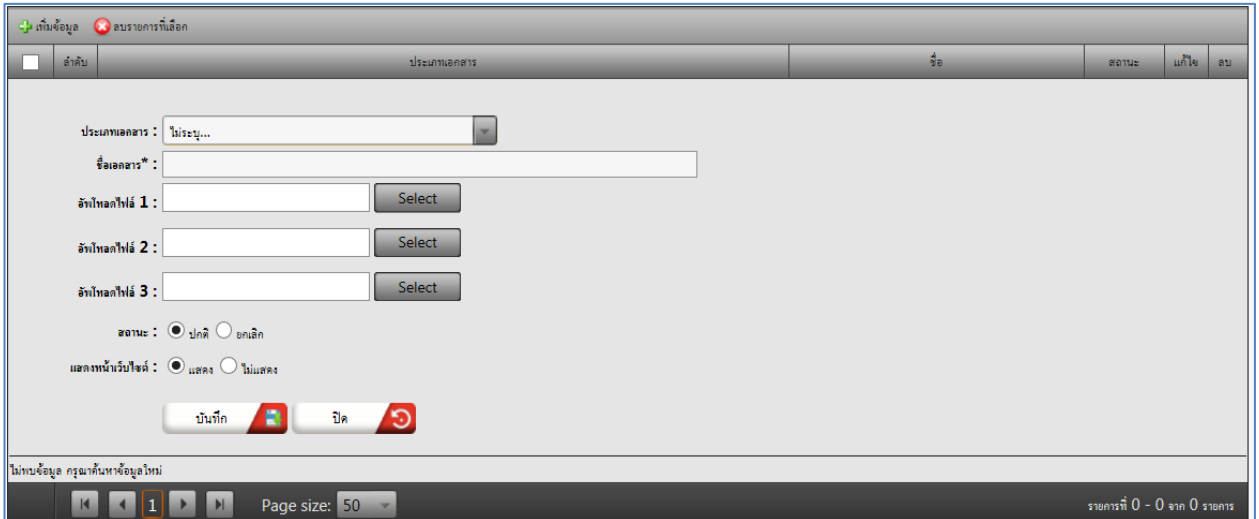 เพิ่มข้อมูล ลบรายการที่เลือก
ลำดับ ประเภทเอกสาร ชื่อ สถานะ แก้ไข ลบ
ประเภทเอกสาร : ไม่ระบุ...
ชื่อเอกสาร* :
อัพโหลดไฟล์ 1 : Select
อัพโหลดไฟล์ 2 : Select
อัพโหลดไฟล์ 3 : Select
สถานะ : ปกติ ยกเลิก
แสดงหน้าเว็บไซต์ : แสดง ไม่แสดง
บันทึก ปิด
ไม่พบข้อมูล กรุณาค้นหาข้อมูลใหม่
1 Page size: 50 รายการที่ 0 - 0 จาก 0 รายการ